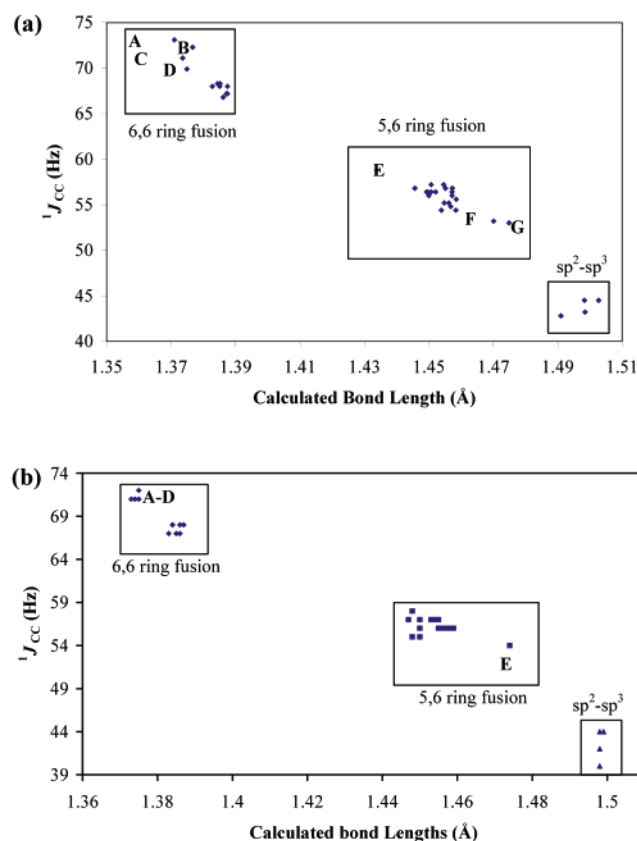 (a)
75
70
65
60
55
50
45
40
¹J_CC (Hz)
A
B
C
D
6,6 ring fusion
5,6 ring fusion
E
F
G
sp²-sp³
1.35 1.37 1.39 1.41 1.43 1.45 1.47 1.49 1.51
Calculated Bond Length (Å)
(b)
74
69
64
59
54
49
44
39
¹J_CC (Hz)
A-D
6,6 ring fusion
E
5,6 ring fusion
sp²-sp³
1.36 1.38 1.4 1.42 1.44 1.46 1.48 1.5
Calculated bond Lengths (Å)